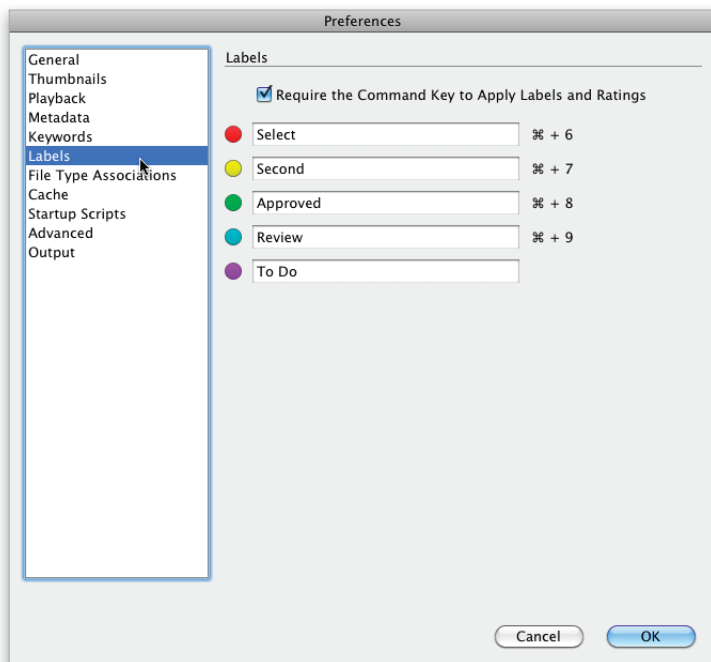 Preferences
General
Thumbnails
Playback
Metadata
Keywords
Labels
File Type Associations
Cache
Startup Scripts
Advanced
Output
Labels
Require the Command Key to Apply Labels and Ratings
Select ⌘ + 6
Second ⌘ + 7
Approved ⌘ + 8
Review ⌘ + 9
To Do
Cancel OK